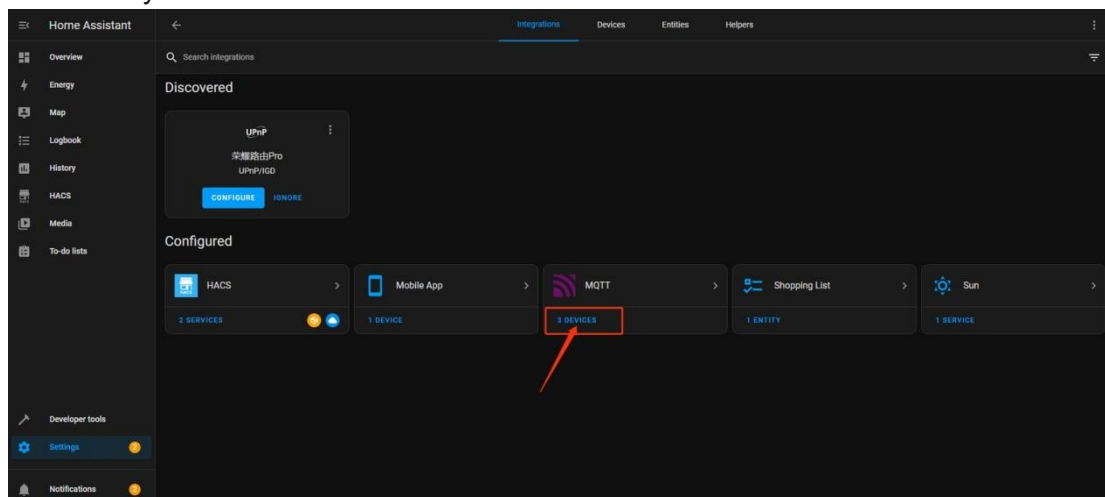 Home Assistant
Integrations
Devices
Entities
Helpers
Overview
Search integrations
Energy
Discovered
Map
Logbook
History
HACS
Media
To-do lists
UPnP
荣耀路由Pro
UPnP/IGD
CONFIGURE
IGNORE
Configured
HACS
Mobile App
MQTT
Shopping List
Sun
2 SERVICES
1 DEVICE
3 DEVICES
1 ENTITY
1 SERVICE
Developer tools
Settings
2
Notifications
2